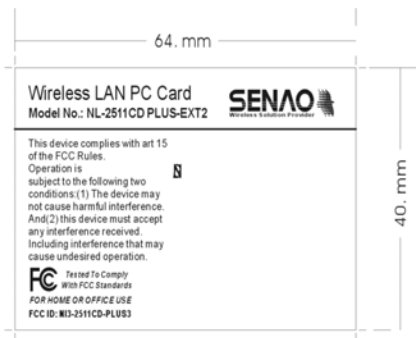 64. mm
Wireless LAN PC Card
Model No.: NL-2511CD PLUS-EXT2
SENAO
Wireless Solution Provider
This device complies with art 15
of the FCC Rules.
Operation is
subject to the following two
conditions:(1) The device may
not cause harmful interference.
And(2) this device must accept
any interference received.
Including interference that may
cause undesired operation.
FC Tested To Comply
With FCC Standards
FOR HOME OR OFFICE USE
FCC ID: NI3-2511CD-PLUS3
40. mm